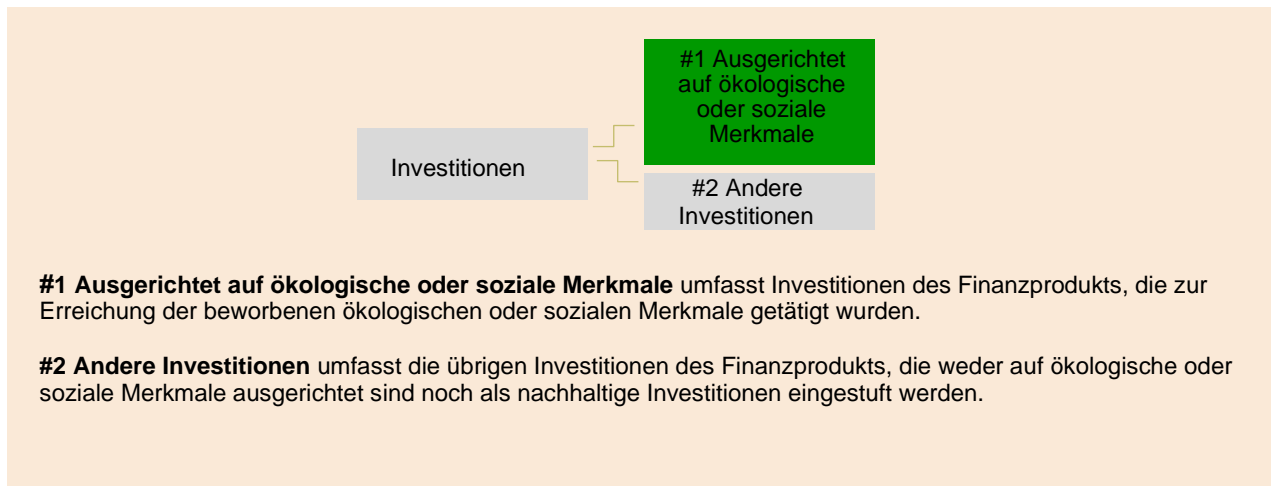 #1 Ausgerichtet
auf ökologische
oder soziale
Merkmale
Investitionen
#2 Andere
Investitionen
#1 Ausgerichtet auf ökologische oder soziale Merkmale umfasst Investitionen des Finanzprodukts, die zur
Erreichung der beworbenen ökologischen oder sozialen Merkmale getätigt wurden.
#2 Andere Investitionen umfasst die übrigen Investitionen des Finanzprodukts, die weder auf ökologische oder
soziale Merkmale ausgerichtet sind noch als nachhaltige Investitionen eingestuft werden.